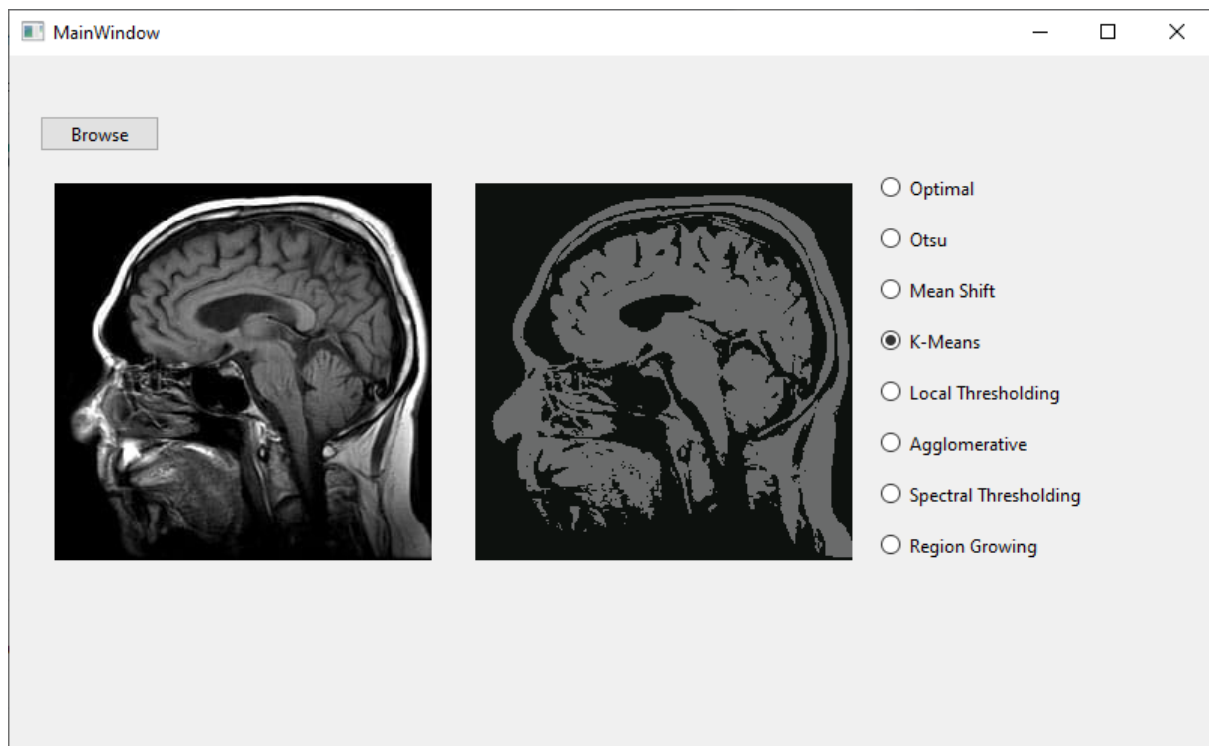 MainWindow
Browse
Optimal
Otsu
Mean Shift
K-Means
Local Thresholding
Agglomerative
Spectral Thresholding
Region Growing